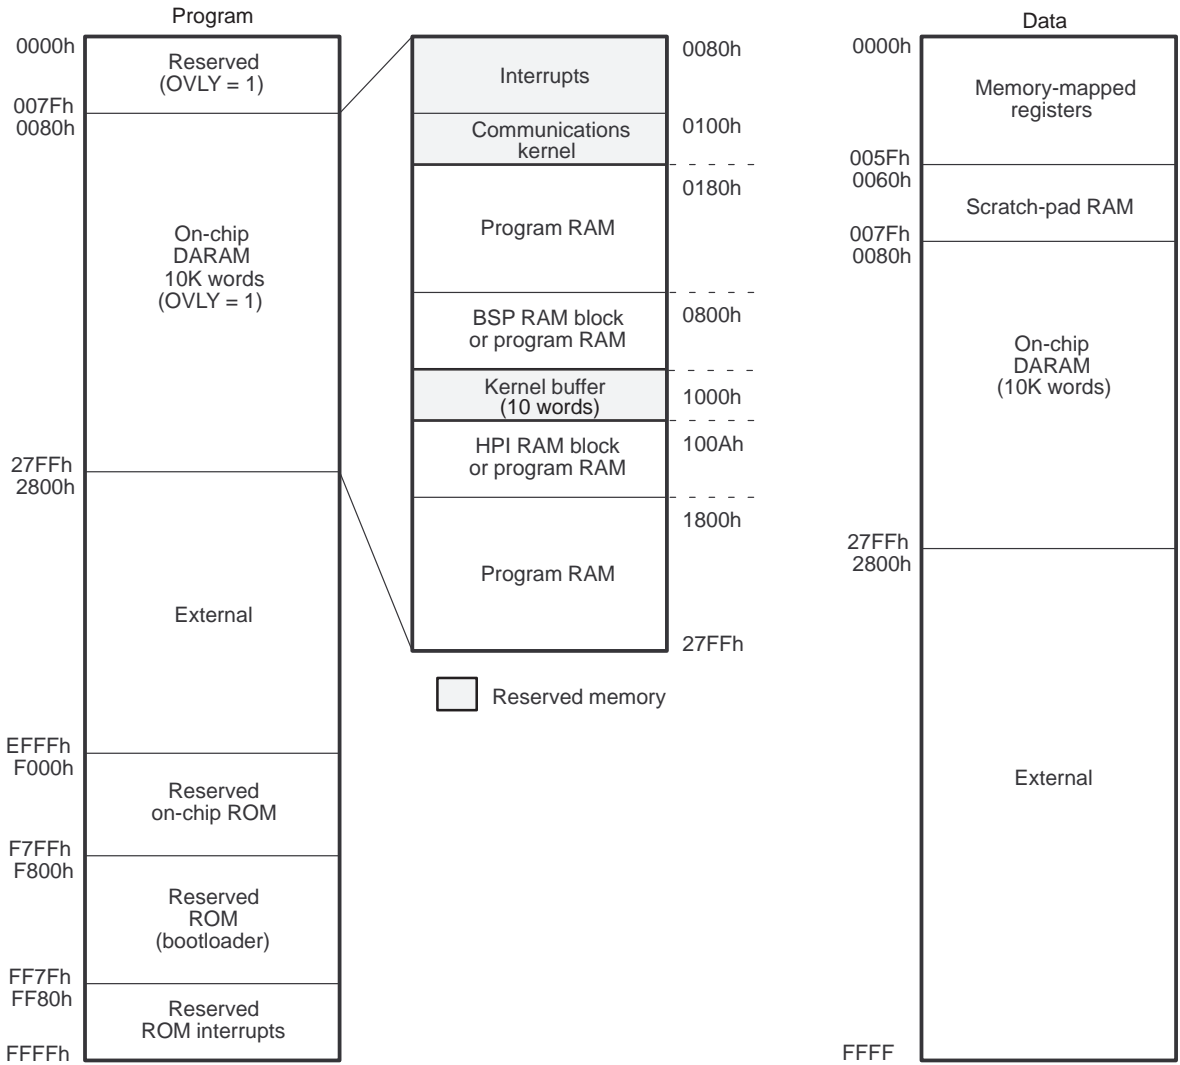 Program
0000h
Reserved
(OVLY = 1)
007Fh
0080h
On-chip
DARAM
10K words
(OVLY = 1)
27FFh
2800h
External
EFFFh
F000h
Reserved
on-chip ROM
F7FFh
F800h
Reserved
ROM
(bootloader)
FF7Fh
FF80h
Reserved
ROM interrupts
FFFFh
Interrupts
0080h
Communications
kernel
0100h
Program RAM
0180h
BSP RAM block
or program RAM
0800h
Kernel buffer
(10 words)
1000h
HPI RAM block
or program RAM
100Ah
Program RAM
1800h
27FFh
Reserved memory
Data
0000h
Memory-mapped
registers
005Fh
0060h
Scratch-pad RAM
007Fh
0080h
On-chip
DARAM
(10K words)
27FFh
2800h
External
FFFF